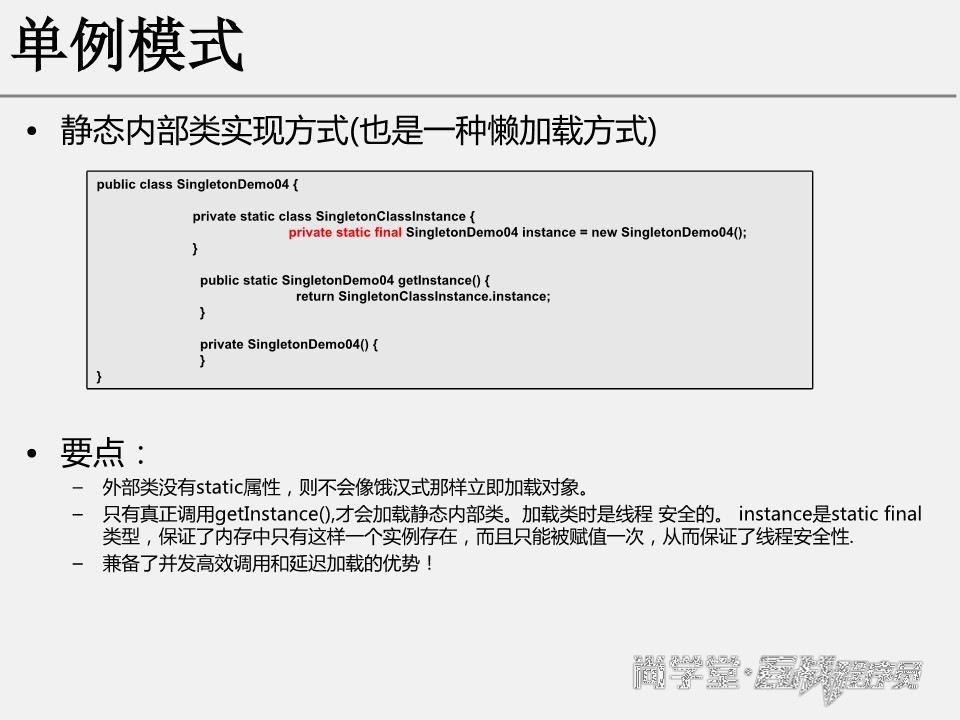 单例模式
• 静态内部类实现方式(也是一种懒加载方式)
public class SingletonDemo04 {
private static class SingletonClassInstance {
private static final SingletonDemo04 instance = new SingletonDemo04();
}
public static SingletonDemo04 getInstance() {
return SingletonClassInstance.instance;
}
private SingletonDemo04() {
}
}
• 要点：
– 外部类没有static属性，则不会像饿汉式那样立即加载对象。
– 只有真正调用getInstance(),才会加载静态内部类。加载类时是线程 安全的。 instance是static final
类型，保证了内存中只有这样一个实例存在，而且只能被赋值一次，从而保证了线程安全性.
– 兼备了并发高效调用和延迟加载的优势！
尚学堂·实战程序员